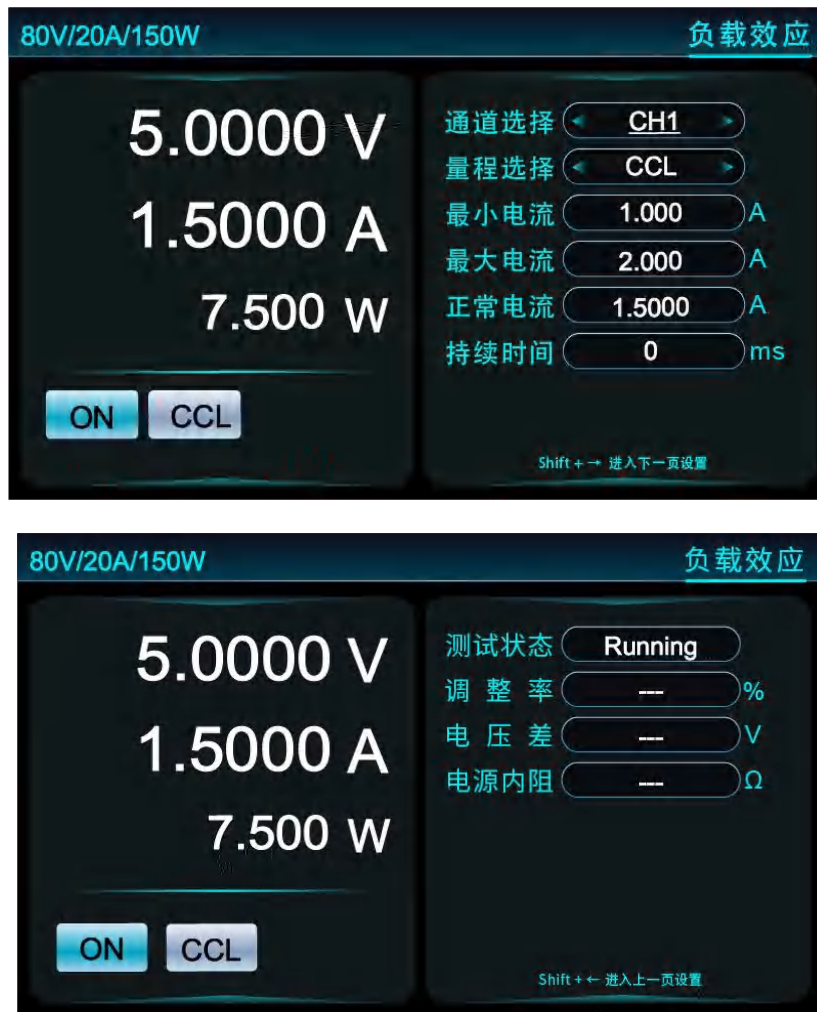 80V/20A/150W 负载效应
5.0000 V
1.5000 A
7.500 W
ON CCL
通道选择 CH1
量程选择 CCL
最小电流 1.000 A
最大电流 2.000 A
正常电流 1.5000 A
持续时间 0 ms
Shift + → 进入下一页设置
80V/20A/150W 负载效应
5.0000 V
1.5000 A
7.500 W
ON CCL
测试状态 Running
调 整 率 --- %
电 压 差 --- V
电源内阻 --- Ω
Shift + ← 进入上一页设置